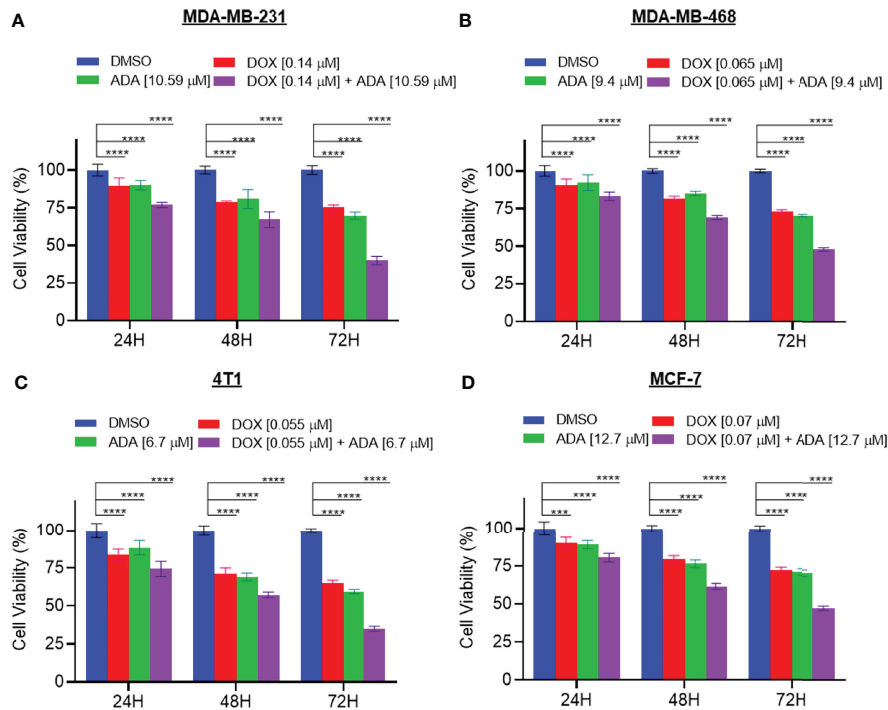 A
MDA-MB-231
DMSO
DOX [0.14 µM]
ADA [10.59 µM]
DOX [0.14 µM] + ADA [10.59 µM]
****
****
****
****
****
****
****
****
****
Cell Viability (%)
100
75
50
25
0
24H
48H
72H
B
MDA-MB-468
DMSO
DOX [0.065 µM]
ADA [9.4 µM]
DOX [0.065 µM] + ADA [9.4 µM]
****
****
****
****
****
****
****
****
****
Cell Viability (%)
100
75
50
25
0
24H
48H
72H
C
4T1
DMSO
DOX [0.055 µM]
ADA [6.7 µM]
DOX [0.055 µM] + ADA [6.7 µM]
****
****
****
****
****
****
****
****
****
Cell Viability (%)
100
75
50
25
0
24H
48H
72H
D
MCF-7
DMSO
DOX [0.07 µM]
ADA [12.7 µM]
DOX [0.07 µM] + ADA [12.7 µM]
****
****
***
****
****
****
****
****
****
Cell Viability (%)
100
75
50
25
0
24H
48H
72H